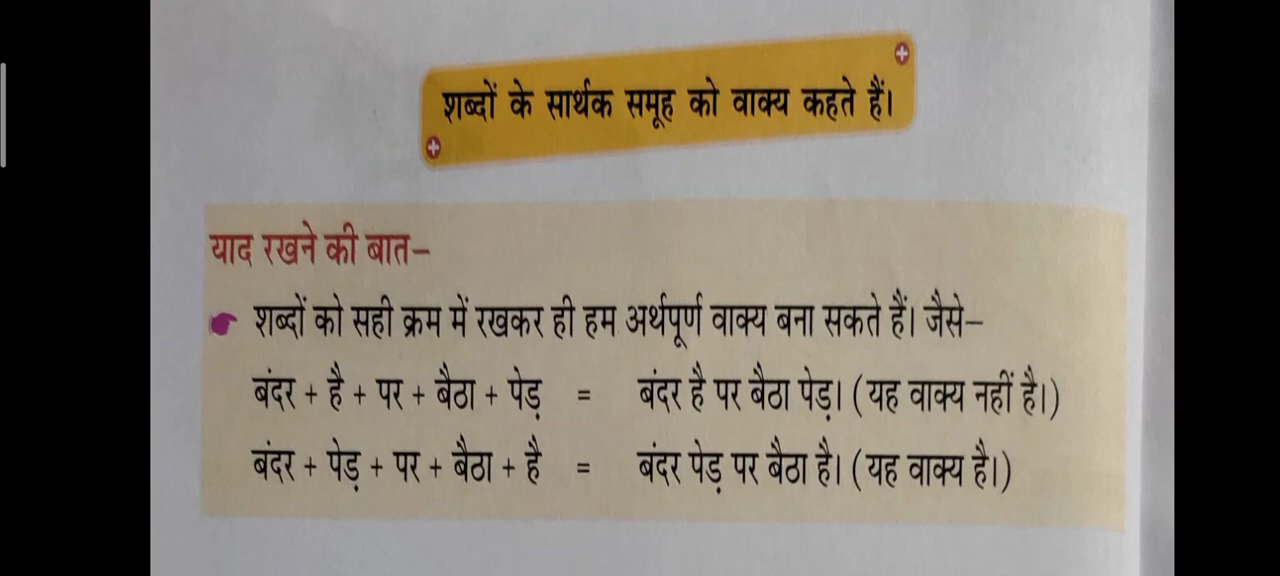 शब्दों के सार्थक समूह को वाक्य कहते हैं।
याद रखने की बात–
शब्दों को सही क्रम में रखकर ही हम अर्थपूर्ण वाक्य बना सकते हैं। जैसे–
बंदर + है + पर + बैठा + पेड़ = बंदर है पर बैठा पेड़। (यह वाक्य नहीं है।)
बंदर + पेड़ + पर + बैठा + है = बंदर पेड़ पर बैठा है। (यह वाक्य है।)